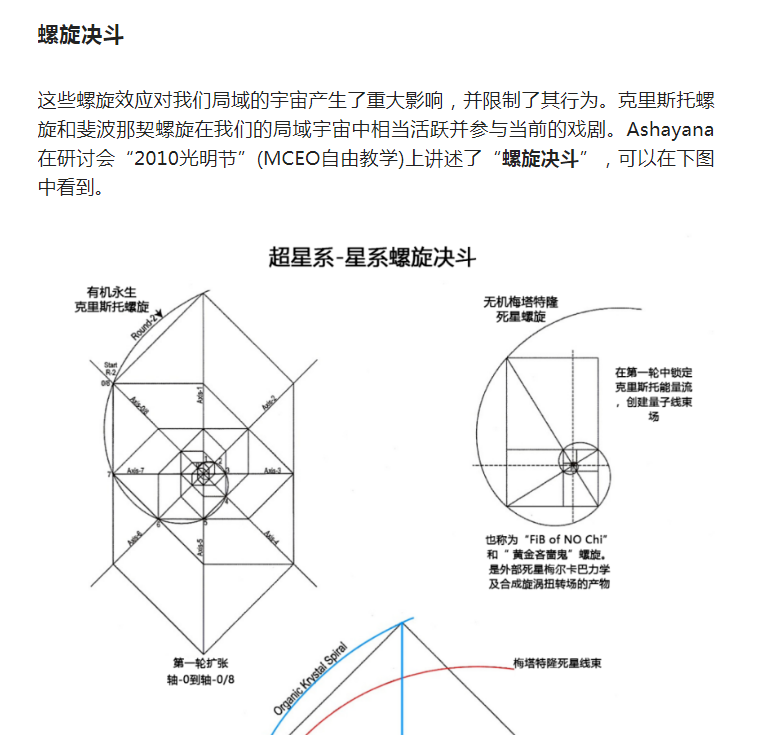 螺旋决斗
这些螺旋效应对我们局域的宇宙产生了重大影响，并限制了其行为。克里斯托螺
旋和斐波那契螺旋在我们的局域宇宙中相当活跃并参与当前的戏剧。Ashayana
在研讨会“2010光明节”(MCEO自由教学)上讲述了“螺旋决斗”，可以在下图
中看到。
超星系-星系螺旋决斗
有机永生
克里斯托螺旋
Round-2
Start
R-2
0/8
Axis-0/8
Axis-1
Axis-2
无机梅塔特隆
死星螺旋
在第一轮中锁定
克里斯托能量流
，创建量子线束
场
1
2
7
Axis-7
3
Axis-3
4
6
5
Axis-6
Axis-5
Axis-4
也称为“FiB of NO Chi”
和“ 黄金吝啬鬼”螺旋。
是外部死星梅尔卡巴力学
及合成旋涡扭转场的产物
第一轮扩张
轴-0到轴-0/8
Organic Krystal Spiral
梅塔特隆死星线束